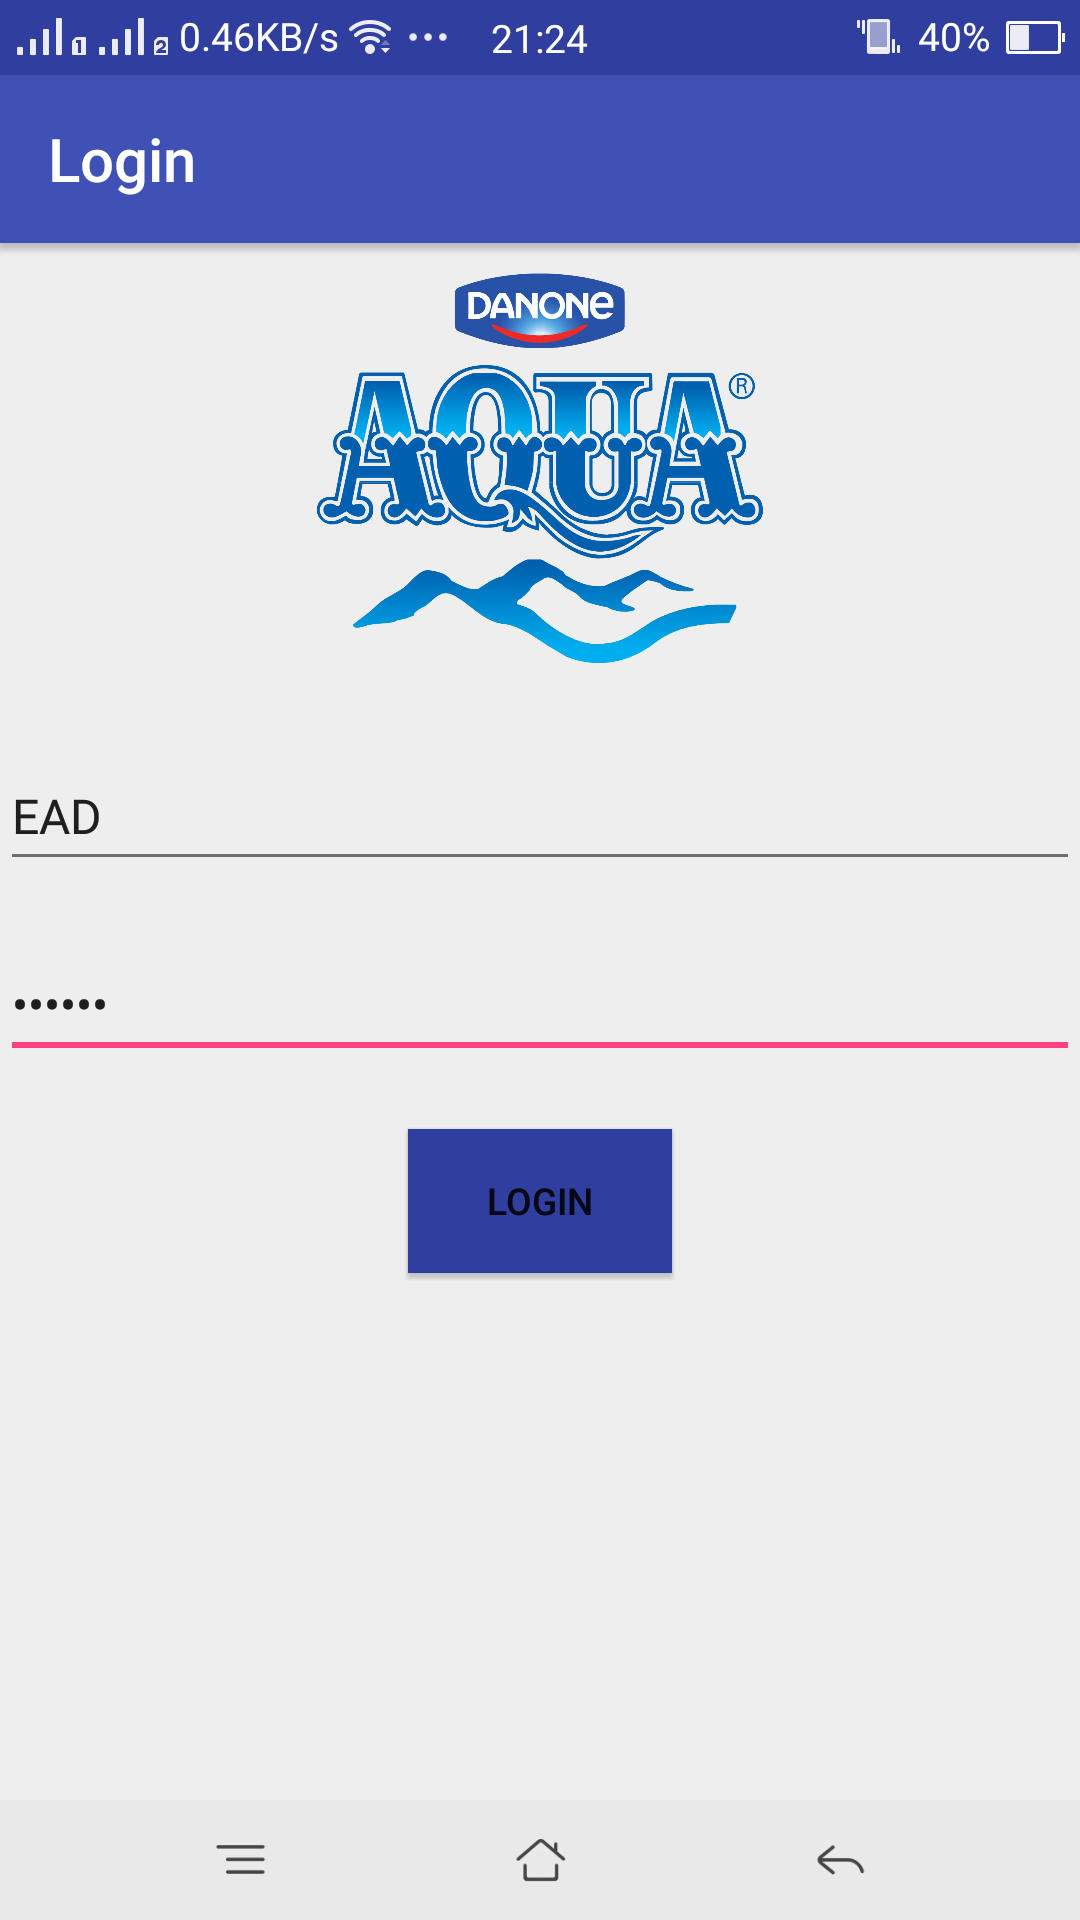 0.46KB/s ... 21:24 40%
Login
DANONE
AQUA®
EAD
••••••
LOGIN